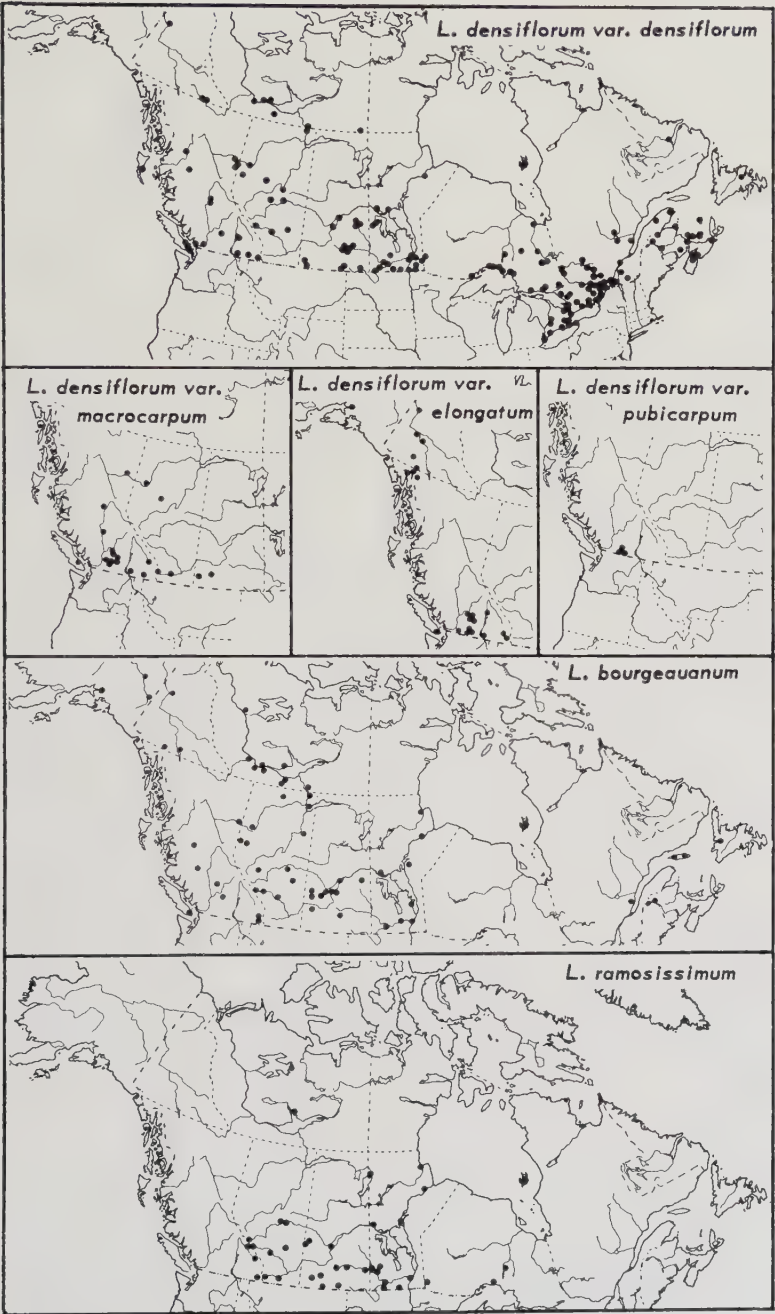 L. densiflorum var. densiflorum
L. densiflorum var.
macrocarpum
L. densiflorum var.
elongatum
L. densiflorum var.
pubicarpum
L. bourgeauanum
L. ramosissimum